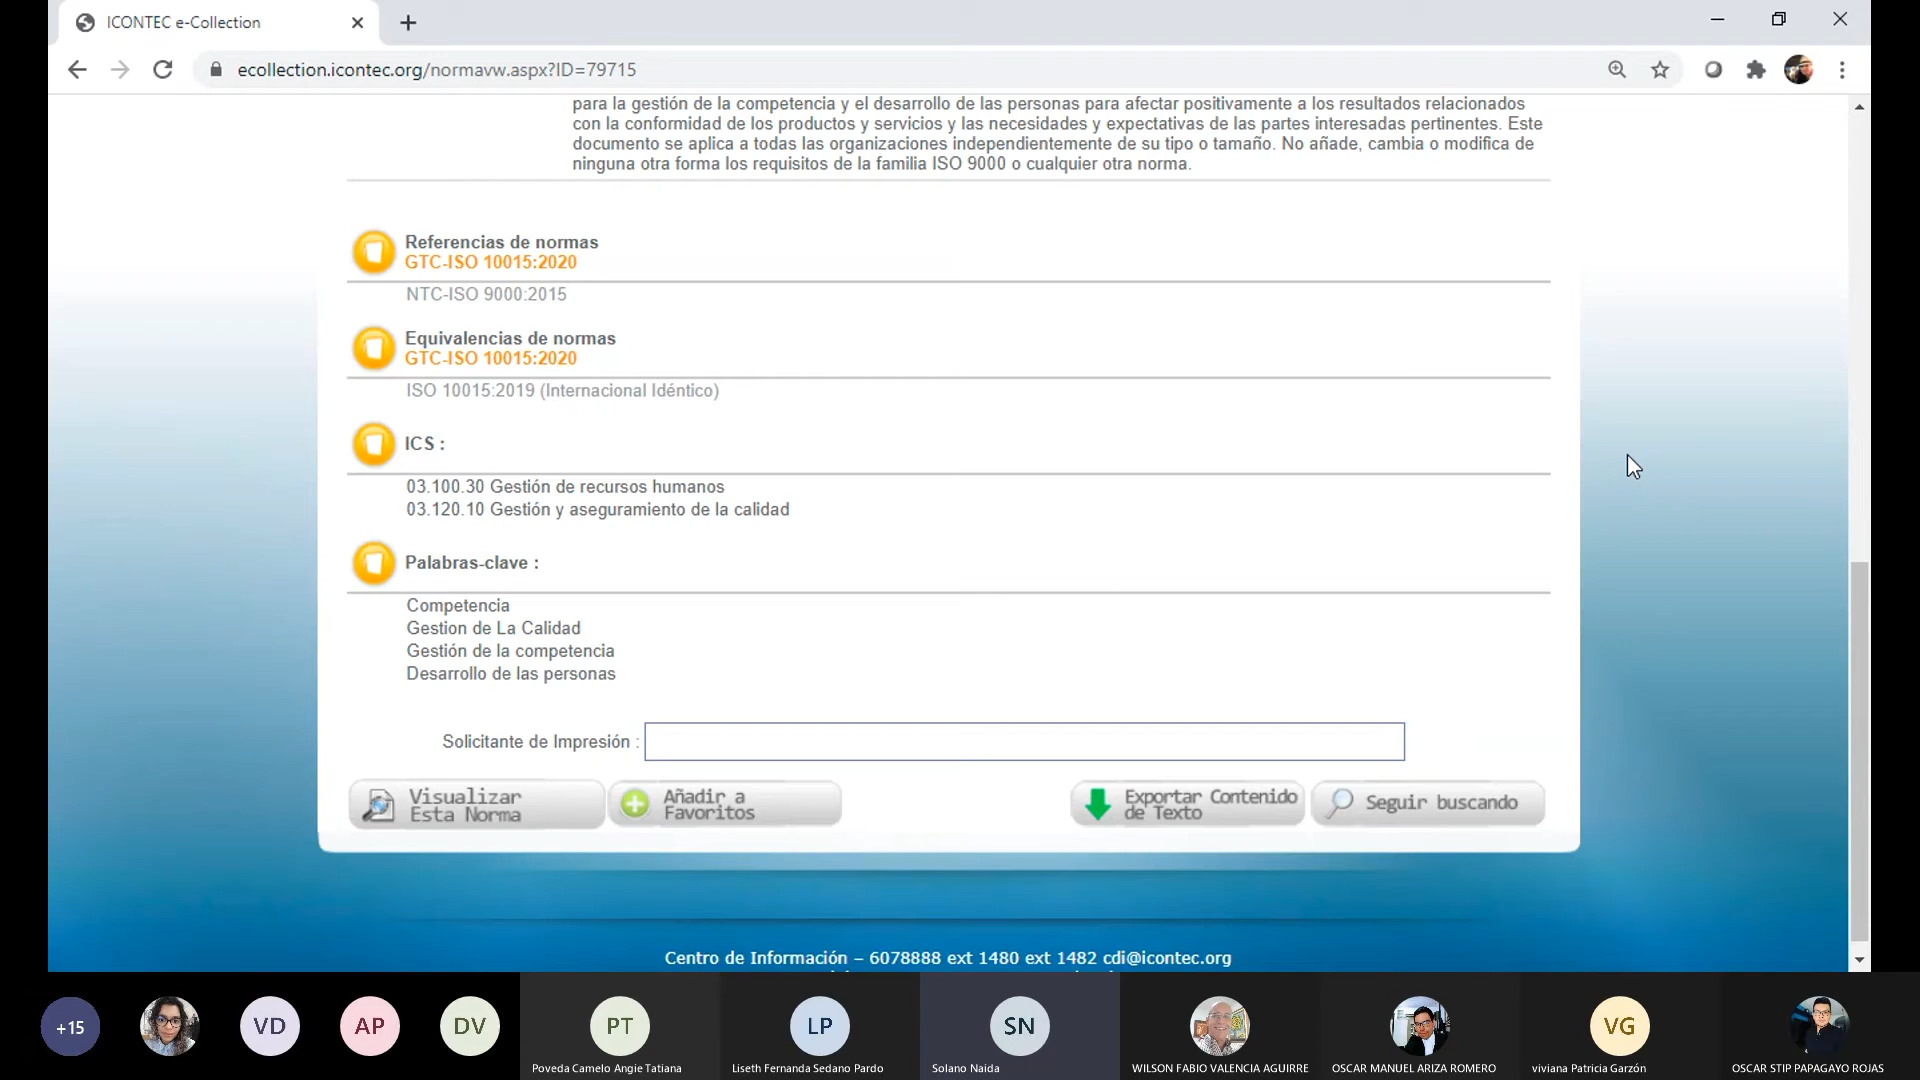 ICONTEC e-Collection
ecollection.icontec.org/normavw.aspx?ID=79715
para la gestión de la competencia y el desarrollo de las personas para afectar positivamente a los resultados relacionados
con la conformidad de los productos y servicios y las necesidades y expectativas de las partes interesadas pertinentes. Este
documento se aplica a todas las organizaciones independientemente de su tipo o tamaño. No añade, cambia o modifica de
ninguna otra forma los requisitos de la familia ISO 9000 o cualquier otra norma.
Referencias de normas
GTC-ISO 10015:2020
NTC-ISO 9000:2015
Equivalencias de normas
GTC-ISO 10015:2020
ISO 10015:2019 (Internacional Idéntico)
ICS :
03.100.30 Gestión de recursos humanos
03.120.10 Gestión y aseguramiento de la calidad
Palabras-clave :
Competencia
Gestion de La Calidad
Gestión de la competencia
Desarrollo de las personas
Solicitante de Impresión :
Visualizar
Esta Norma
Añadir a
Favoritos
Exportar Contenido
de Texto
Seguir buscando
Centro de Información – 6078888 ext 1480 ext 1482 cdi@icontec.org
+15
VD
AP
DV
PT
LP
SN
VG
Poveda Camelo Angie Tatiana
Liseth Fernanda Sedano Pardo
Solano Naida
WILSON FABIO VALENCIA AGUIRRE
OSCAR MANUEL ARIZA ROMERO
viviana Patricia Garzón
OSCAR STIP PAPAGAYO ROJAS